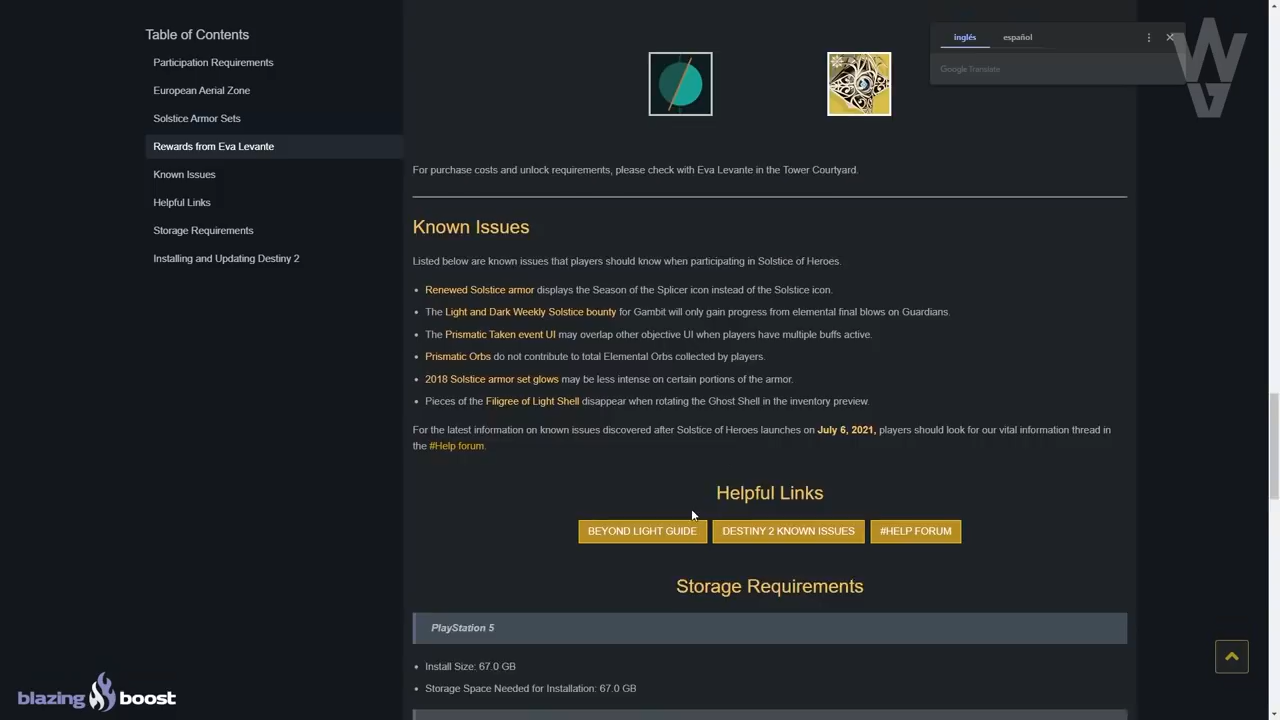 Table of Contents
Participation Requirements
European Aerial Zone
Solstice Armor Sets
Rewards from Eva Levante
Known Issues
Helpful Links
Storage Requirements
Installing and Updating Destiny 2
inglés
español
Google Translate
For purchase costs and unlock requirements, please check with Eva Levante in the Tower Courtyard.
Known Issues
Listed below are known issues that players should know when participating in Solstice of Heroes.
Renewed Solstice armor displays the Season of the Splicer icon instead of the Solstice icon.
The Light and Dark Weekly Solstice bounty for Gambit will only gain progress from elemental final blows on Guardians.
The Prismatic Taken event UI may overlap other objective UI when players have multiple buffs active.
Prismatic Orbs do not contribute to total Elemental Orbs collected by players.
2018 Solstice armor set glows may be less intense on certain portions of the armor.
Pieces of the Filigree of Light Shell disappear when rotating the Ghost Shell in the inventory preview.
For the latest information on known issues discovered after Solstice of Heroes launches on July 6, 2021, players should look for our vital information thread in
the #Help forum.
Helpful Links
BEYOND LIGHT GUIDE
DESTINY 2 KNOWN ISSUES
#HELP FORUM
Storage Requirements
PlayStation 5
Install Size: 67.0 GB
Storage Space Needed for Installation: 67.0 GB
blazing boost